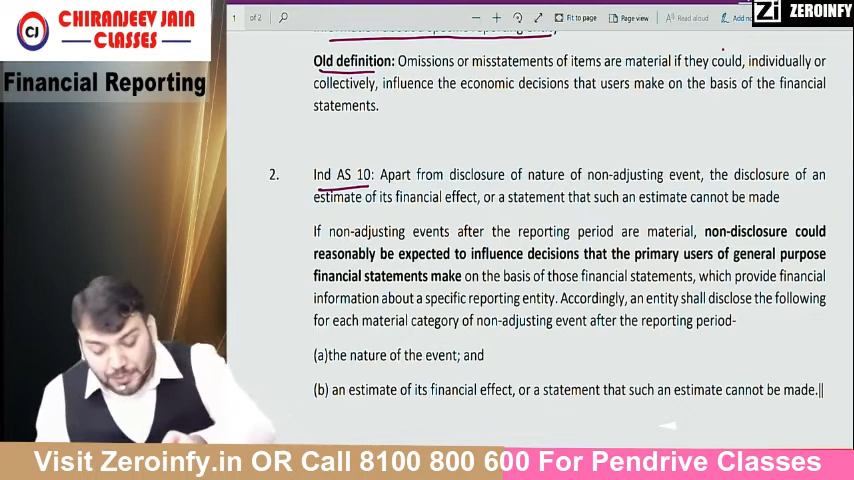 CHIRANJEEV JAIN
CJ
CLASSES
Financial Reporting
1 of 2
Fit to page
Page view
Read aloud
Zi ZEROINFY
Old definition: Omissions or misstatements of items are material if they could, individually or
collectively, influence the economic decisions that users make on the basis of the financial
statements.
2. Ind AS 10: Apart from disclosure of nature of non-adjusting event, the disclosure of an
estimate of its financial effect, or a statement that such an estimate cannot be made
If non-adjusting events after the reporting period are material, non-disclosure could
reasonably be expected to influence decisions that the primary users of general purpose
financial statements make on the basis of those financial statements, which provide financial
information about a specific reporting entity. Accordingly, an entity shall disclose the following
for each material category of non-adjusting event after the reporting period-
(a)the nature of the event; and
(b) an estimate of its financial effect, or a statement that such an estimate cannot be made.||
Visit Zeroinfy.in OR Call 8100 800 600 For Pendrive Classes